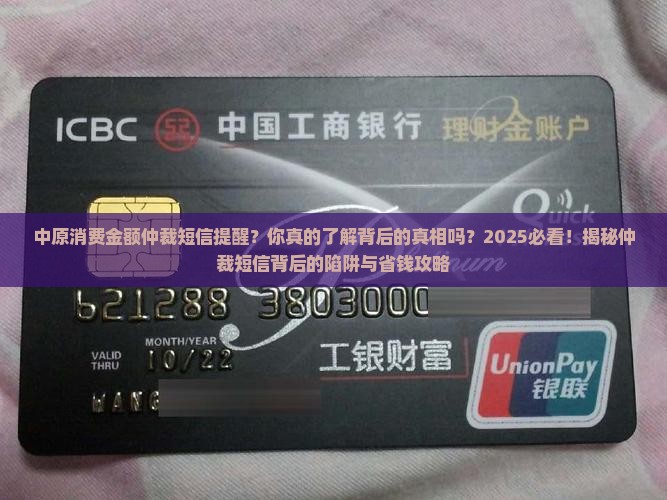 ICBC 中国工商银行 理财金账户
Quick
中原消费金额仲裁短信提醒？你真的了解背后的真相吗？2025必看！揭秘仲
裁短信背后的陷阱与省钱攻略
621288 3803000
MONTH/YEAR
VALID
THRU 10/22
工银财富
WANG
UnionPay
银联